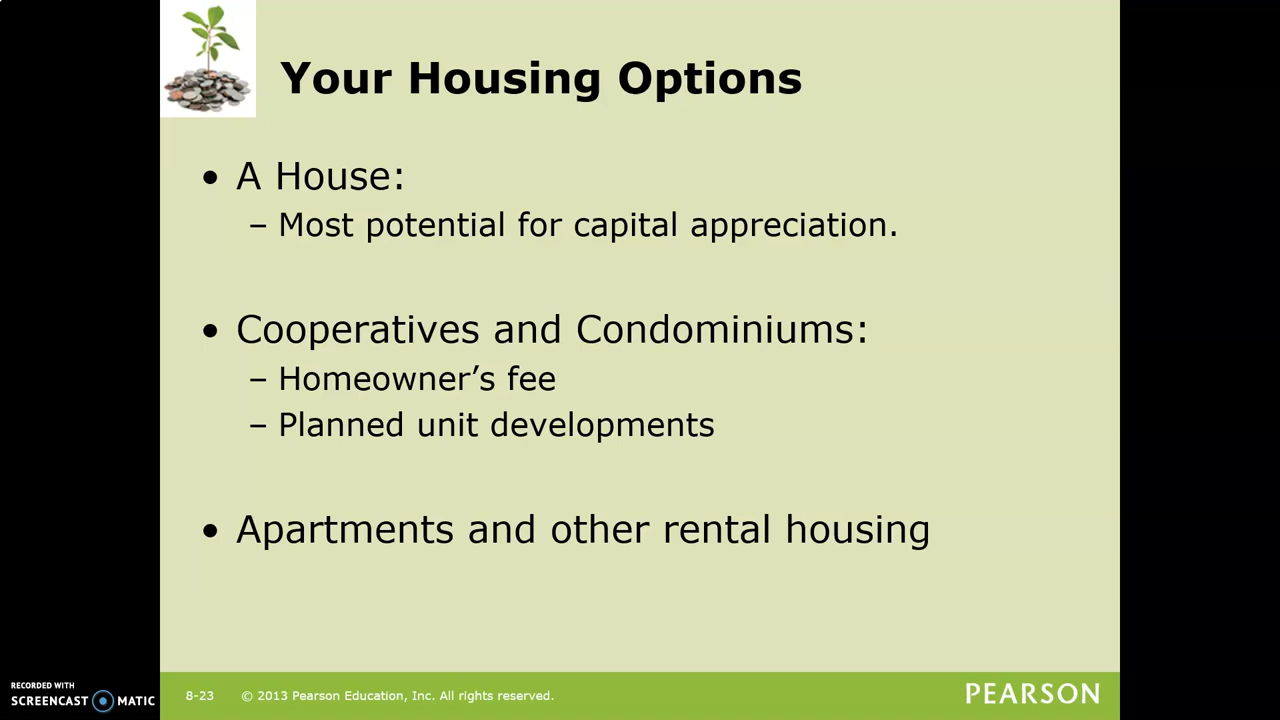 Your Housing Options
• A House:
– Most potential for capital appreciation.
• Cooperatives and Condominiums:
– Homeowner’s fee
– Planned unit developments
• Apartments and other rental housing
RECORDED WITH
SCREENCAST MATIC
8-23 © 2013 Pearson Education, Inc. All rights reserved.
PEARSON